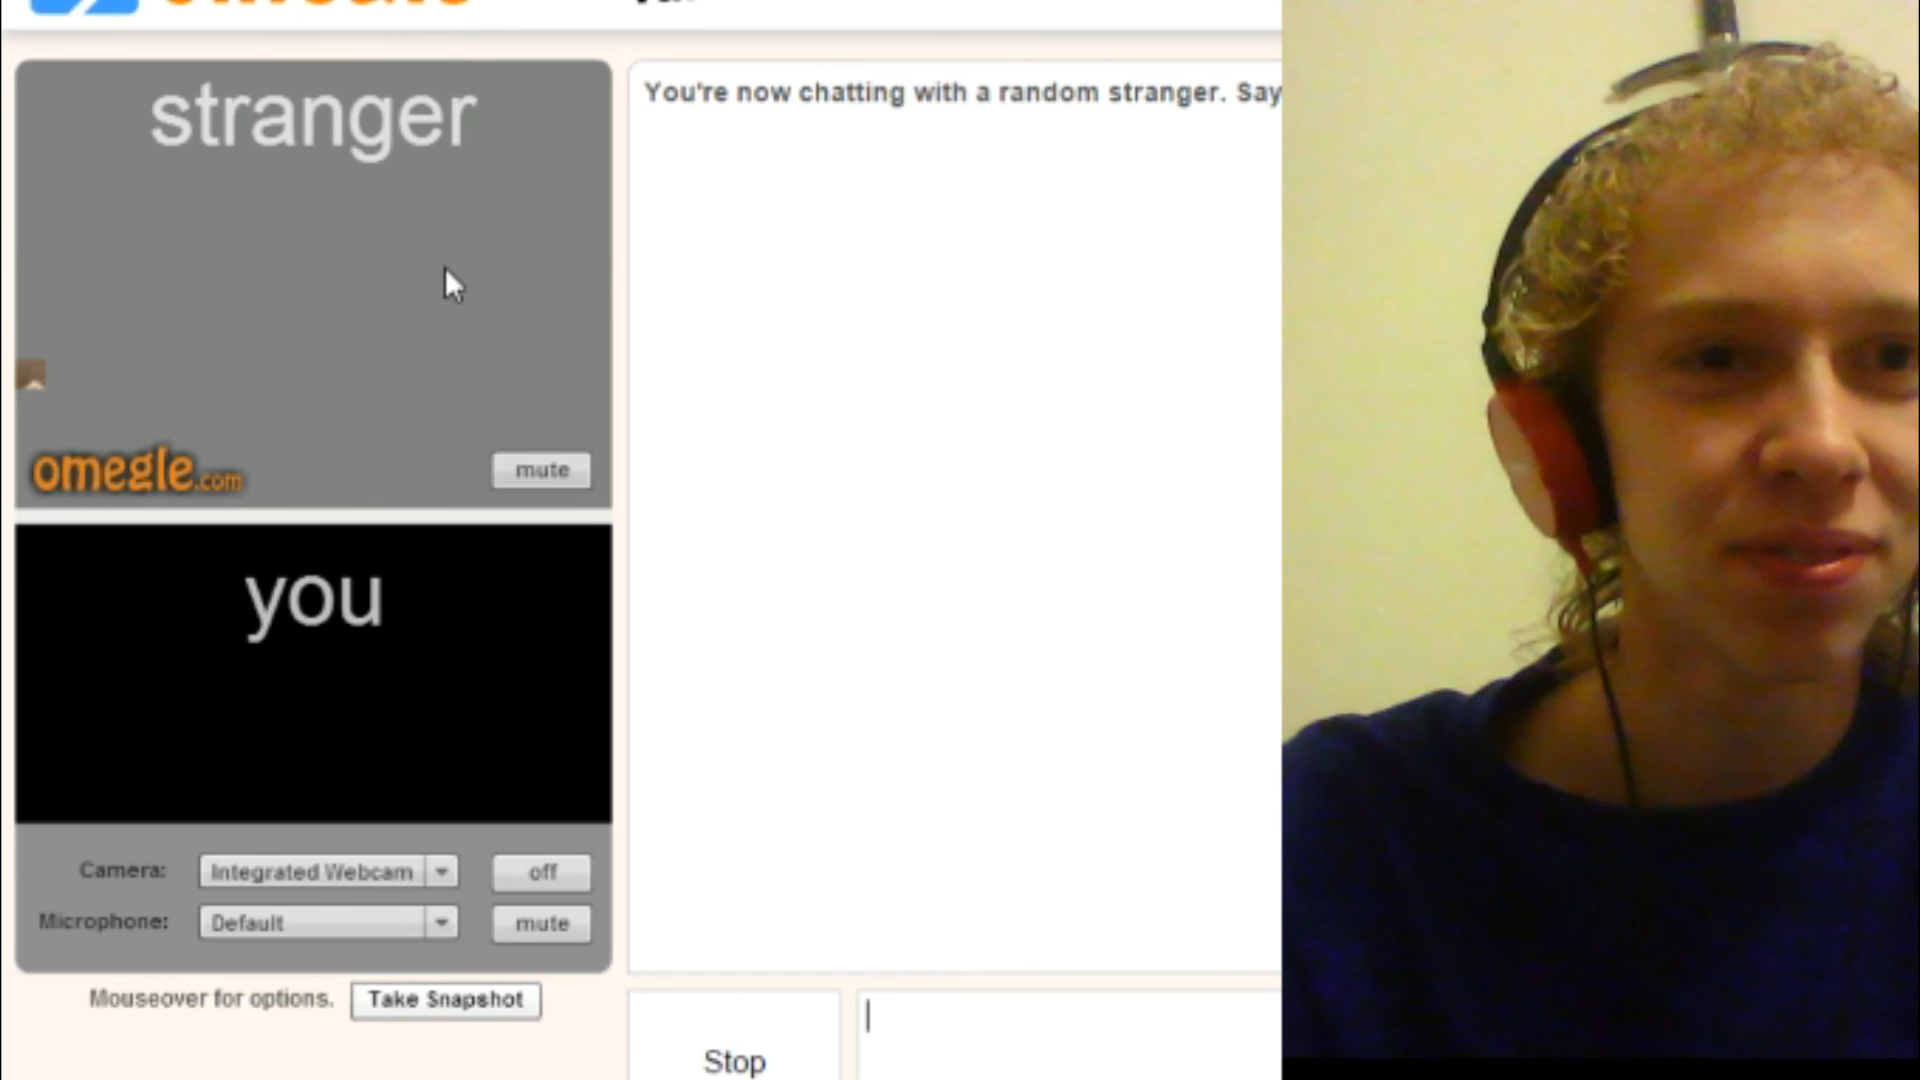 stranger
omegle.com
mute
you
Camera:
Integrated Webcam
off
Microphone:
Default
mute
Mouseover for options.
Take Snapshot
You're now chatting with a random stranger. Say
Stop